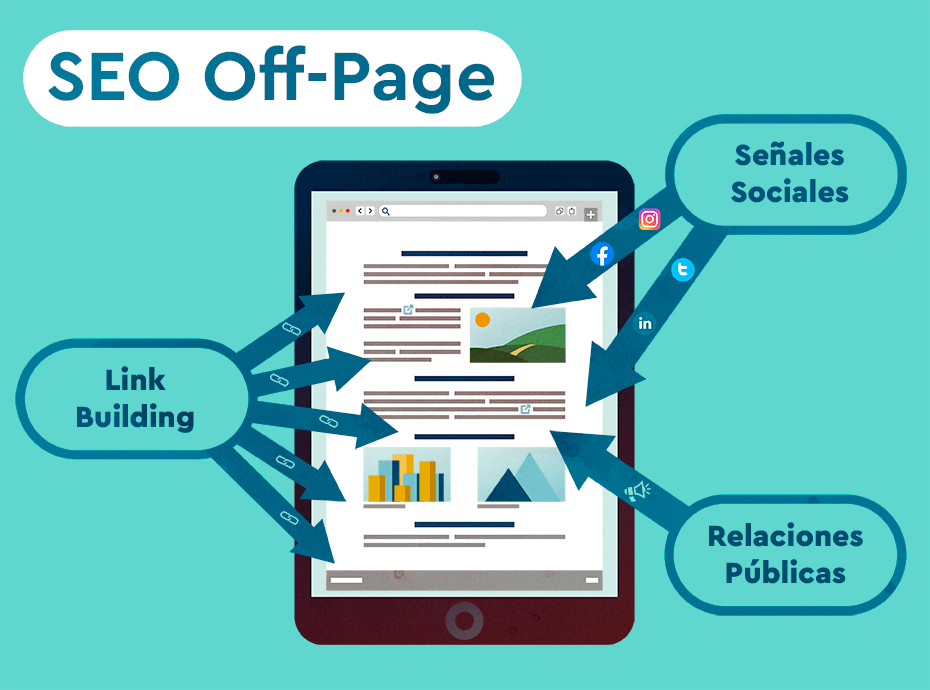 SEO Off-Page
Señales
Sociales
Link
Building
Relaciones
Públicas